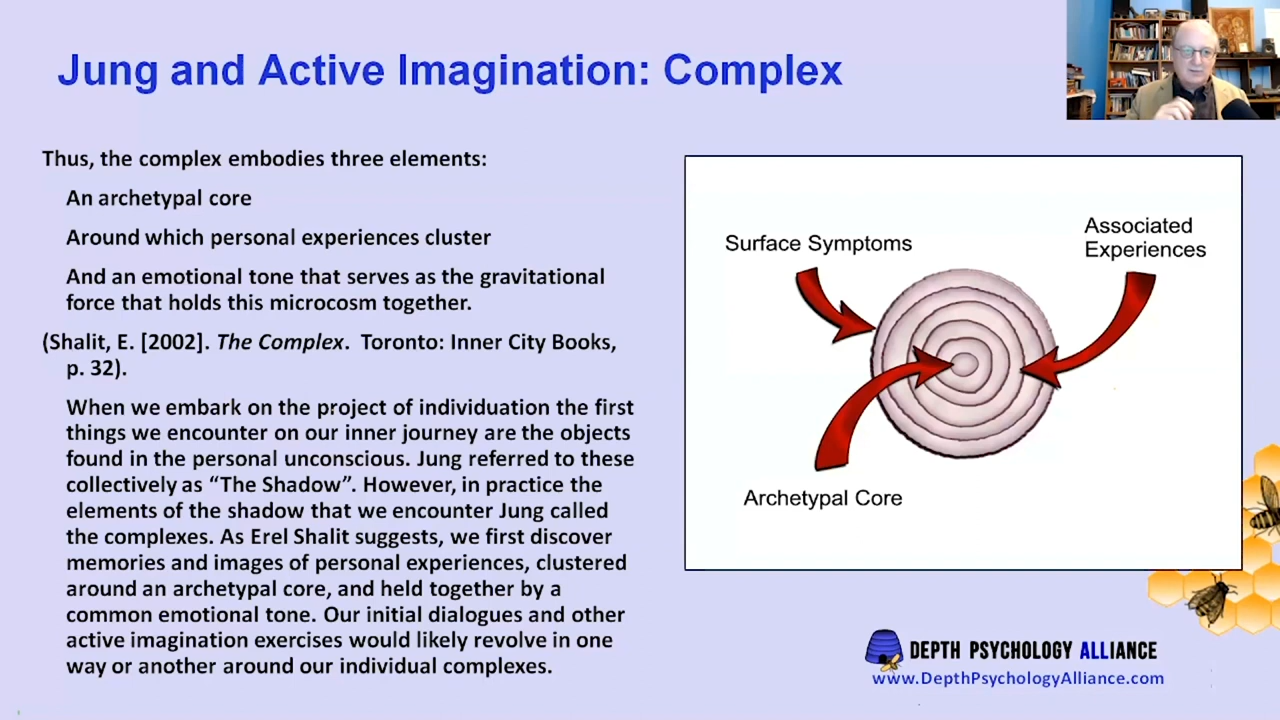 Jung and Active Imagination: Complex
Thus, the complex embodies three elements:
An archetypal core
Around which personal experiences cluster
And an emotional tone that serves as the gravitational
force that holds this microcosm together.
(Shalit, E. [2002]. The Complex. Toronto: Inner City Books,
p. 32).
When we embark on the project of individuation the first
things we encounter on our inner journey are the objects
found in the personal unconscious. Jung referred to these
collectively as “The Shadow”. However, in practice the
elements of the shadow that we encounter Jung called
the complexes. As Erel Shalit suggests, we first discover
memories and images of personal experiences, clustered
around an archetypal core, and held together by a
common emotional tone. Our initial dialogues and other
active imagination exercises would likely revolve in one
way or another around our individual complexes.
Surface Symptoms
Associated
Experiences
Archetypal Core
DEPTH PSYCHOLOGY ALLIANCE
www.DepthPsychologyAlliance.com